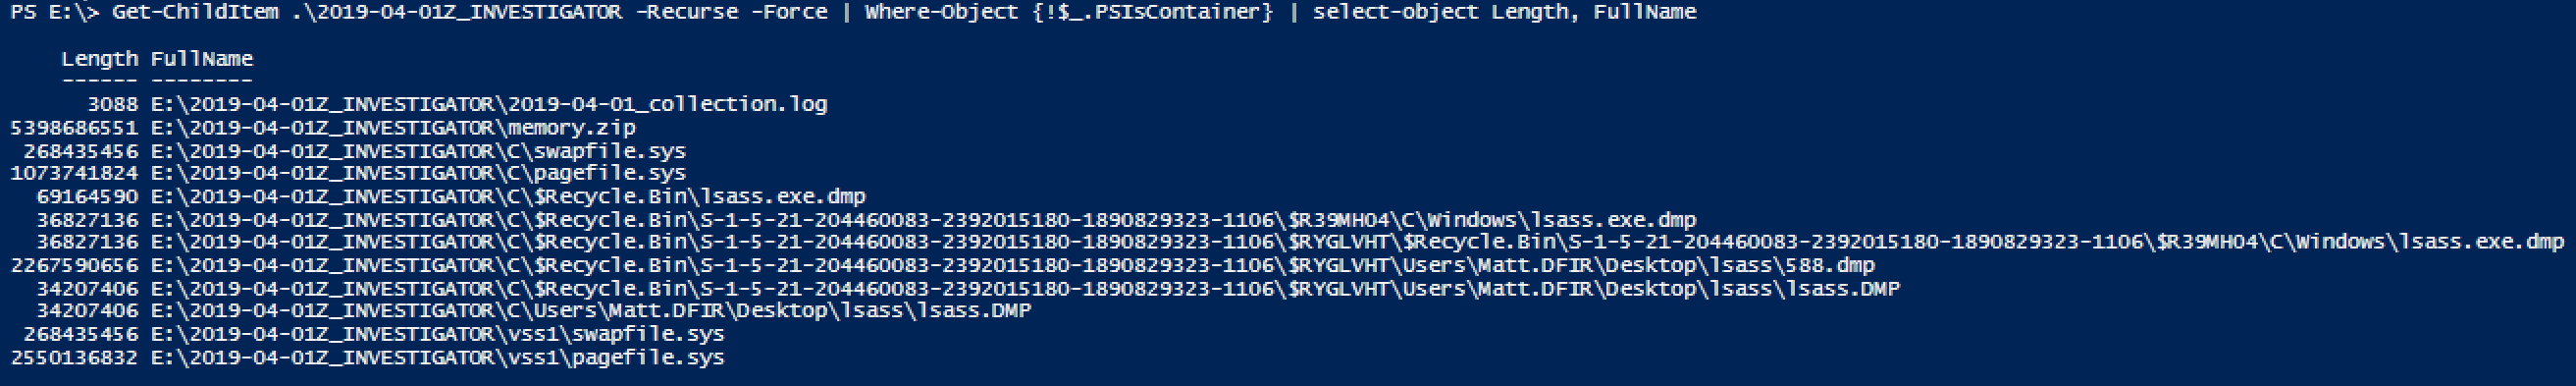 PS E:\> Get-ChildItem .\2019-04-01Z_INVESTIGATOR -Recurse -Force | Where-Object {!$_.PSIsContainer} | select-object Length, FullName
Length FullName
------ --------
3088 E:\2019-04-01Z_INVESTIGATOR\2019-04-01_collection.log
5398686551 E:\2019-04-01Z_INVESTIGATOR\memory.zip
268435456 E:\2019-04-01Z_INVESTIGATOR\C\swapfile.sys
1073741824 E:\2019-04-01Z_INVESTIGATOR\C\pagefile.sys
69164590 E:\2019-04-01Z_INVESTIGATOR\C\$Recycle.Bin\lsass.exe.dmp
36827136 E:\2019-04-01Z_INVESTIGATOR\C\$Recycle.Bin\S-1-5-21-204460083-2392015180-1890829323-1106\$R39MH04\C\Windows\lsass.exe.dmp
36827136 E:\2019-04-01Z_INVESTIGATOR\C\$Recycle.Bin\S-1-5-21-204460083-2392015180-1890829323-1106\$RYGLVHT\$Recycle.Bin\S-1-5-21-204460083-2392015180-1890829323-1106\$R39MH04\C\Windows\lsass.exe.dmp
2267590656 E:\2019-04-01Z_INVESTIGATOR\C\$Recycle.Bin\S-1-5-21-204460083-2392015180-1890829323-1106\$RYGLVHT\Users\Matt.DFIR\Desktop\lsass\588.dmp
34207406 E:\2019-04-01Z_INVESTIGATOR\C\$Recycle.Bin\S-1-5-21-204460083-2392015180-1890829323-1106\$RYGLVHT\Users\Matt.DFIR\Desktop\lsass\lsass.DMP
34207406 E:\2019-04-01Z_INVESTIGATOR\C\Users\Matt.DFIR\Desktop\lsass\lsass.DMP
268435456 E:\2019-04-01Z_INVESTIGATOR\vss1\swapfile.sys
2550136832 E:\2019-04-01Z_INVESTIGATOR\vss1\pagefile.sys